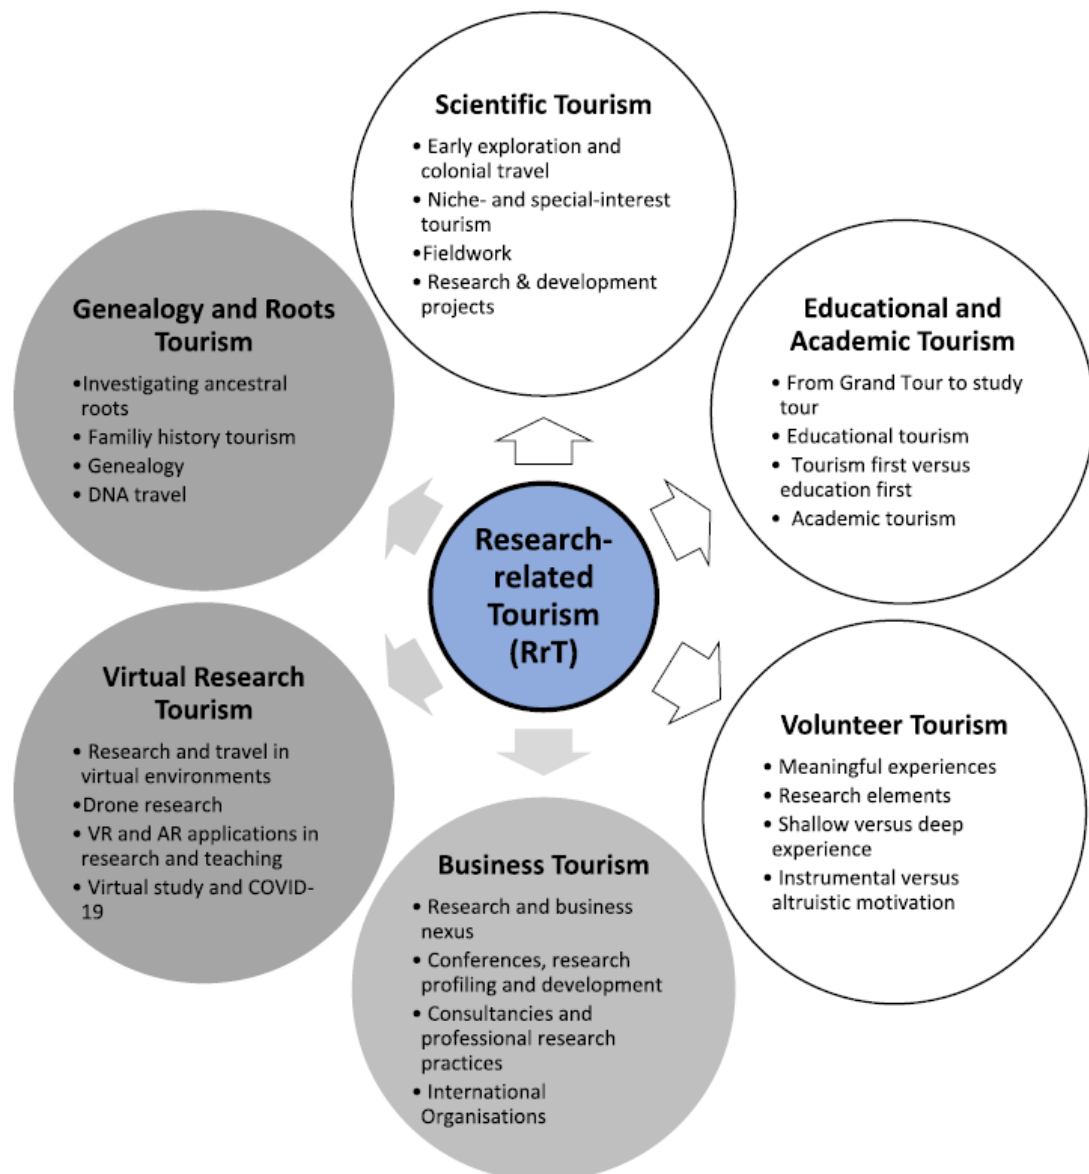 Scientific Tourism
• Early exploration and
colonial travel
• Niche- and special-interest
tourism
•Fieldwork
• Research & development
projects
Educational and
Academic Tourism
• From Grand Tour to study
tour
• Educational tourism
• Tourism first versus
education first
• Academic tourism
Volunteer Tourism
• Meaningful experiences
• Research elements
• Shallow versus deep
experience
• Instrumental versus
altruistic motivation
Business Tourism
• Research and business
nexus
• Conferences, research
profiling and development
• Consultancies and
professional research
practices
• International
Organisations
Virtual Research
Tourism
• Research and travel in
virtual environments
•Drone research
• VR and AR applications in
research and teaching
• Virtual study and COVID-
19
Genealogy and Roots
Tourism
•Investigating ancestral
roots
• Familiy history tourism
• Genealogy
• DNA travel
Research-
related
Tourism
(RrT)